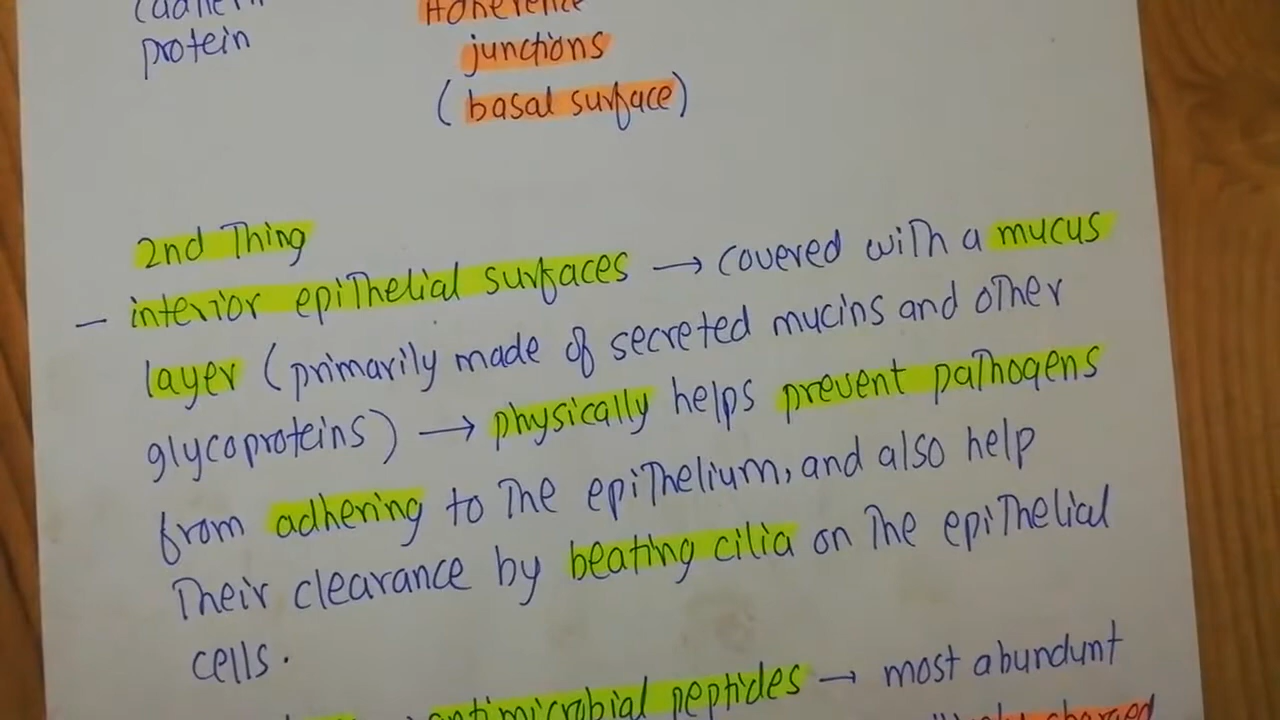 protein
junctions
(basal surface)
2nd Thing
– interior epithelial surfaces → covered with a mucus
layer (primarily made of secreted mucins and other
glycoproteins) → physically helps prevent pathogens
from adhering to the epithelium, and also help
Their clearance by beating cilia on the epithelial
cells.
antimicrobial peptides → most abundunt
charged